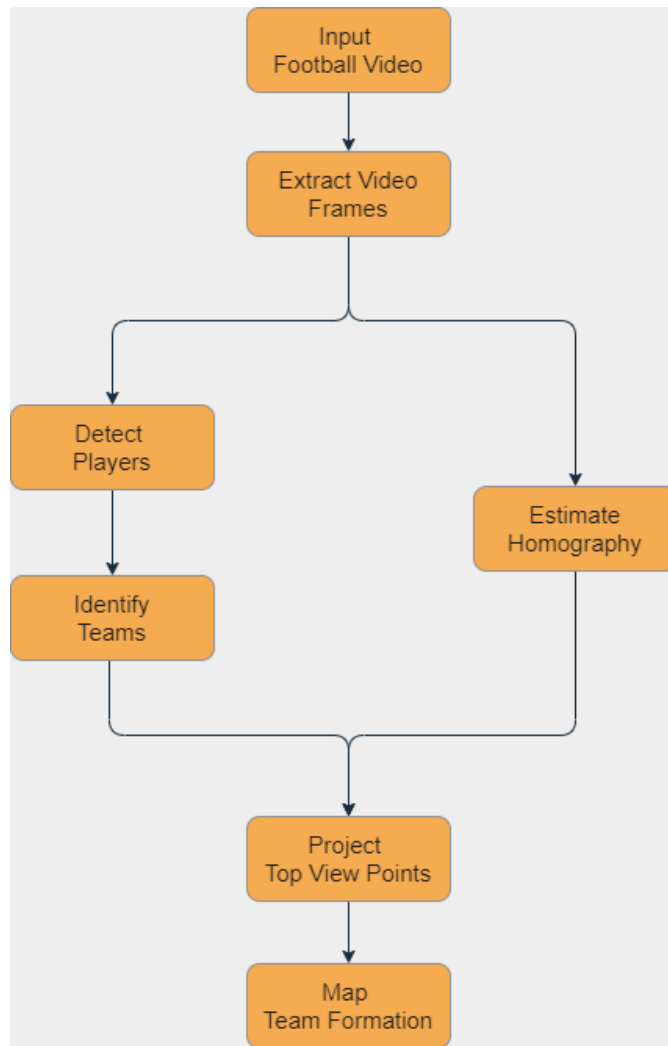 Input
Football Video
Extract Video
Frames
Detect
Players
Estimate
Homography
Identify
Teams
Project
Top View Points
Map
Team Formation